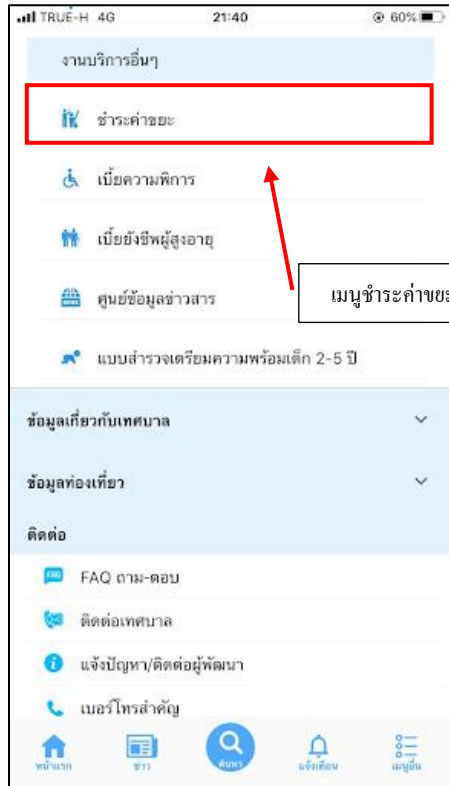 TRUE-H 4G 21:40 60%
งานบริการอื่นๆ
ชำระค่าขยะ
เบี้ยความพิการ
เบี้ยยังชีพผู้สูงอายุ
ศูนย์ข้อมูลข่าวสาร
เมนูชำระค่าขยะ
แบบสำรวจเตรียมความพร้อมเด็ก 2-5 ปี
ข้อมูลเกี่ยวกับเทศบาล
ข้อมูลท่องเที่ยว
ติดต่อ
FAQ ถาม-ตอบ
ติดต่อเทศบาล
แจ้งปัญหา/ติดต่อผู้พัฒนา
เบอร์โทรสำคัญ
หน้าแรก ข่าว ค้นหา แจ้งเตือน เมนูอื่น